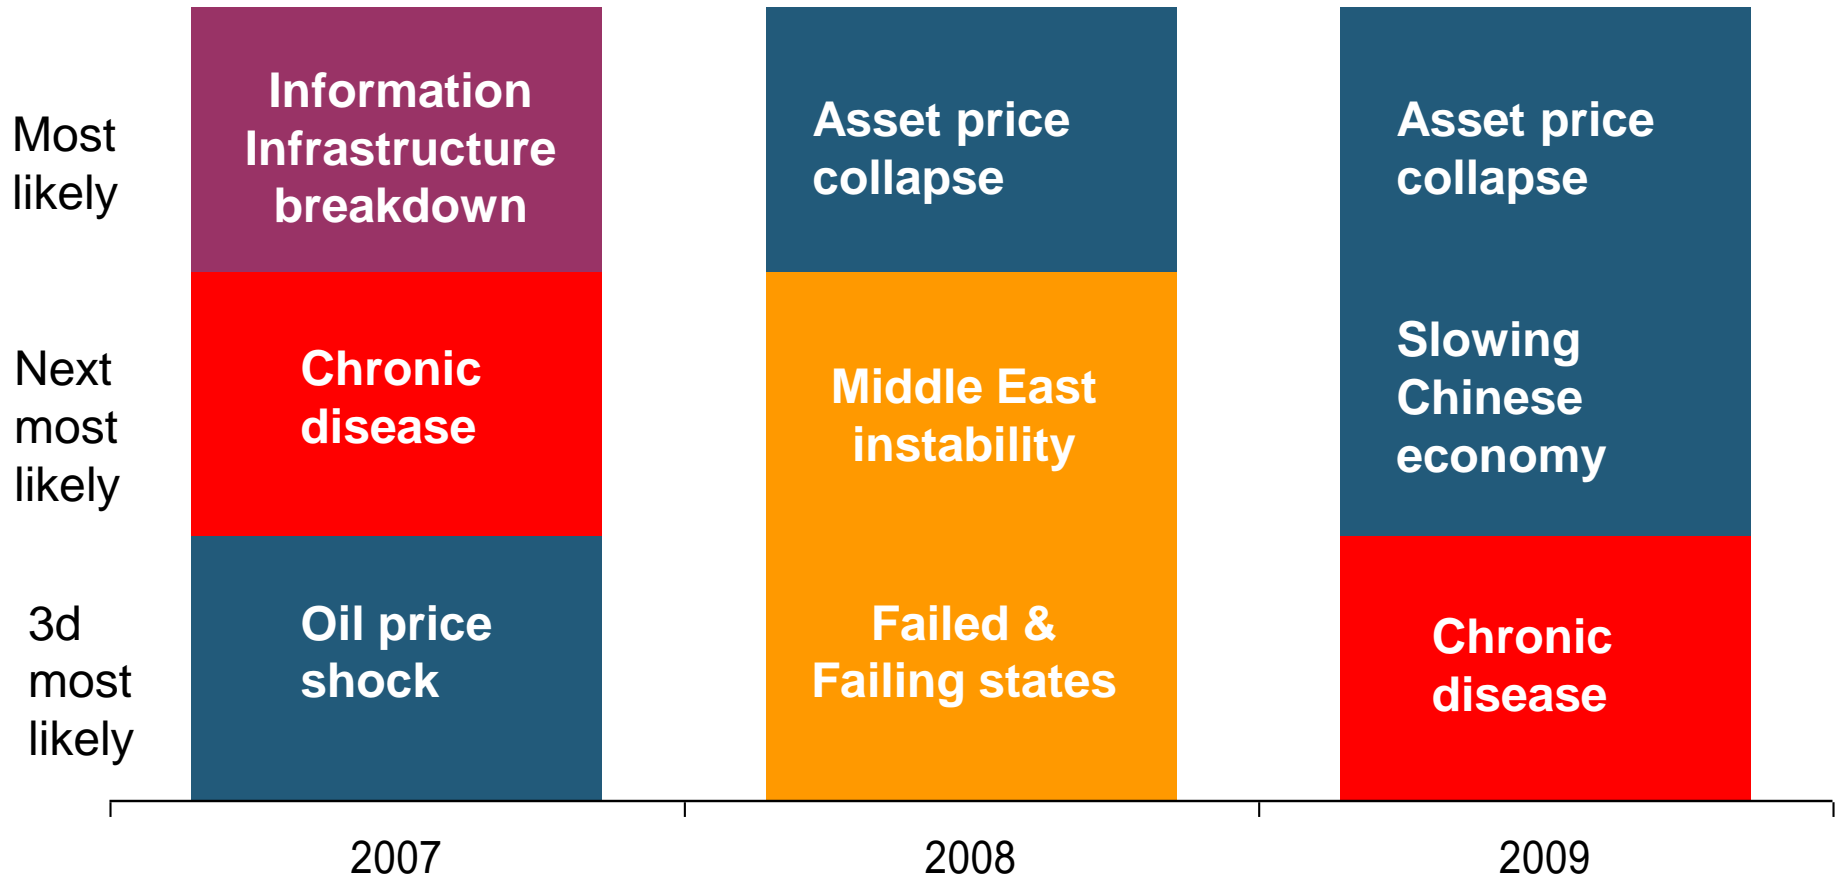 Most
likely
Information
Infrastructure
breakdown
Asset price
collapse
Asset price
collapse
Next
most
likely
Chronic
disease
Middle East
instability
Slowing
Chinese
economy
3d
most
likely
Oil price
shock
Failed &
Failing states
Chronic
disease
2007
2008
2009